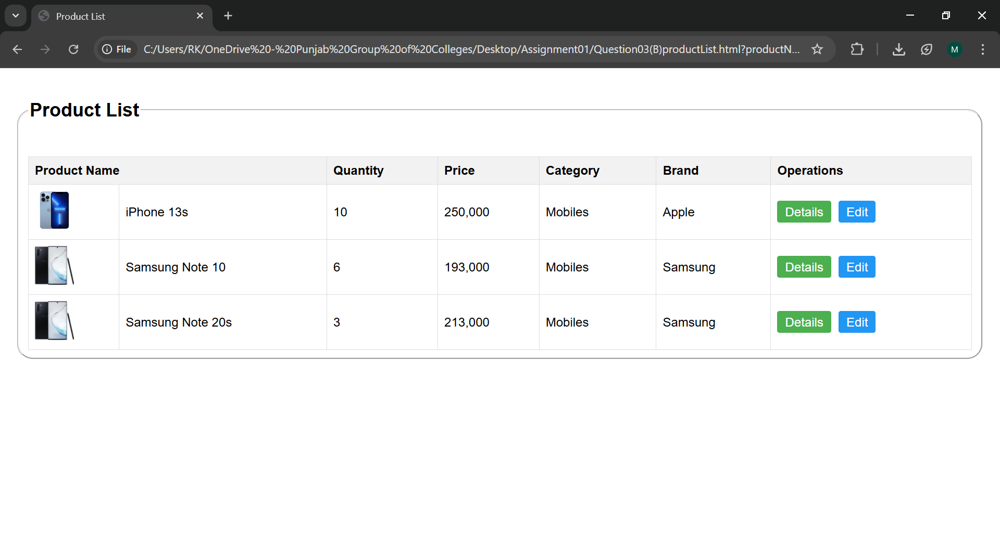 Product List
File C:/Users/RK/OneDrive%20-%20Punjab%20Group%20of%20Colleges/Desktop/Assignment01/Question03(B)productList.html?productN... M
Product List
Product Name Quantity Price Category Brand Operations
iPhone 13s 10 250,000 Mobiles Apple Details Edit
Samsung Note 10 6 193,000 Mobiles Samsung Details Edit
Samsung Note 20s 3 213,000 Mobiles Samsung Details Edit